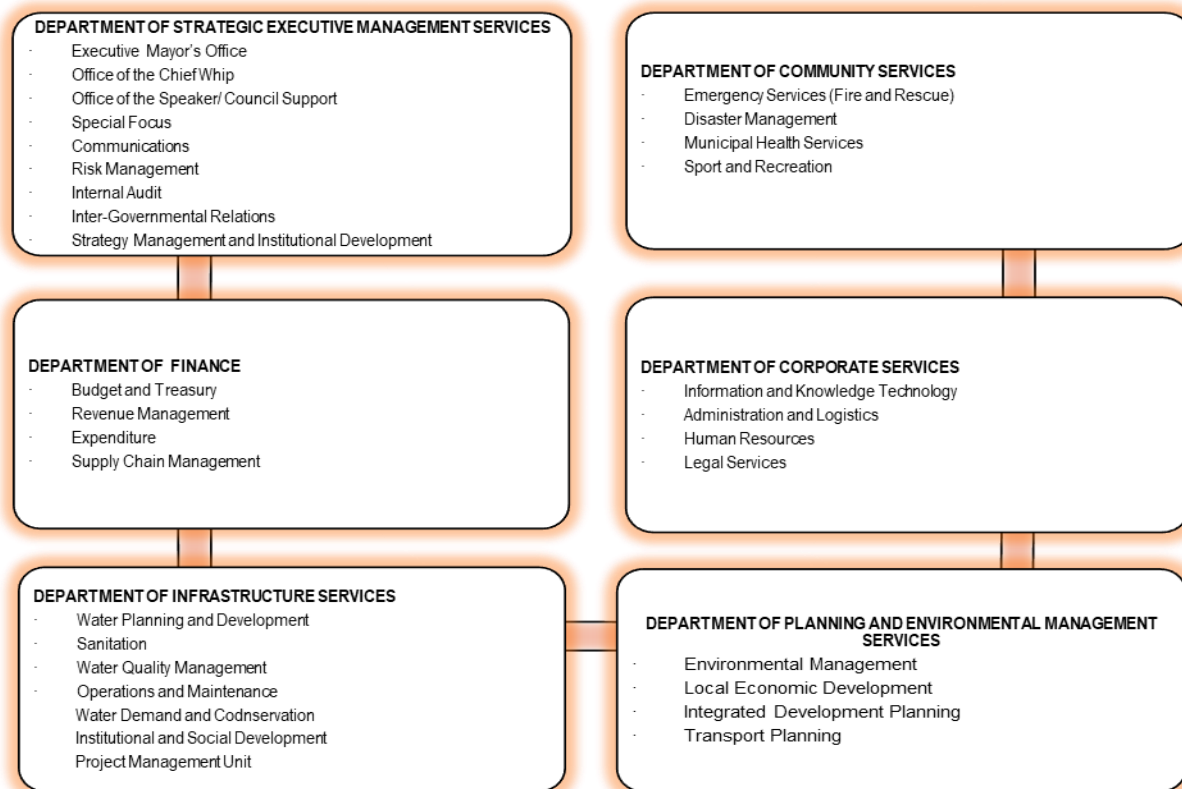 DEPARTMENT OF STRATEGIC EXECUTIVE MANAGEMENT SERVICES
· Executive Mayor's Office
· Office of the Chief Whip
· Office of the Speaker/ Council Support
· Special Focus
· Communications
· Risk Management
· Internal Audit
· Inter-Governmental Relations
· Strategy Management and Institutional Development
DEPARTMENT OF COMMUNITY SERVICES
· Emergency Services (Fire and Rescue)
· Disaster Management
· Municipal Health Services
· Sport and Recreation
DEPARTMENT OF FINANCE
· Budget and Treasury
· Revenue Management
· Expenditure
· Supply Chain Management
DEPARTMENT OF CORPORATE SERVICES
· Information and Knowledge Technology
· Administration and Logistics
· Human Resources
· Legal Services
DEPARTMENT OF INFRASTRUCTURE SERVICES
· Water Planning and Development
· Sanitation
· Water Quality Management
· Operations and Maintenance
Water Demand and Codnservation
Institutional and Social Development
Project Management Unit
DEPARTMENT OF PLANNING AND ENVIRONMENTAL MANAGEMENT
SERVICES
· Environmental Management
· Local Economic Development
· Integrated Development Planning
· Transport Planning